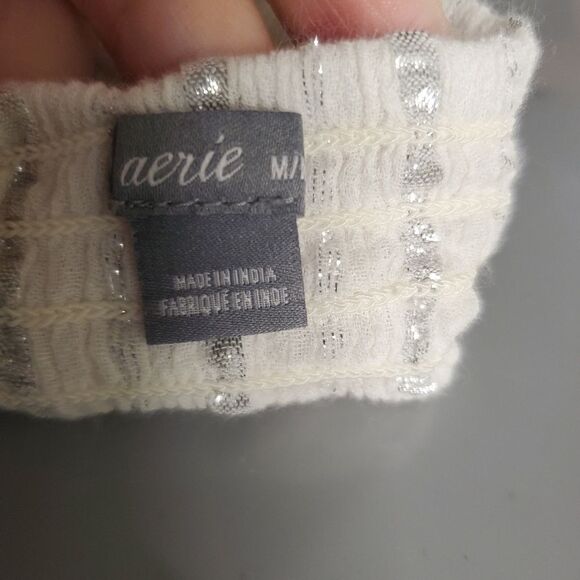 aerie M/
MADE IN INDIA
FABRIQUÉ EN INDE